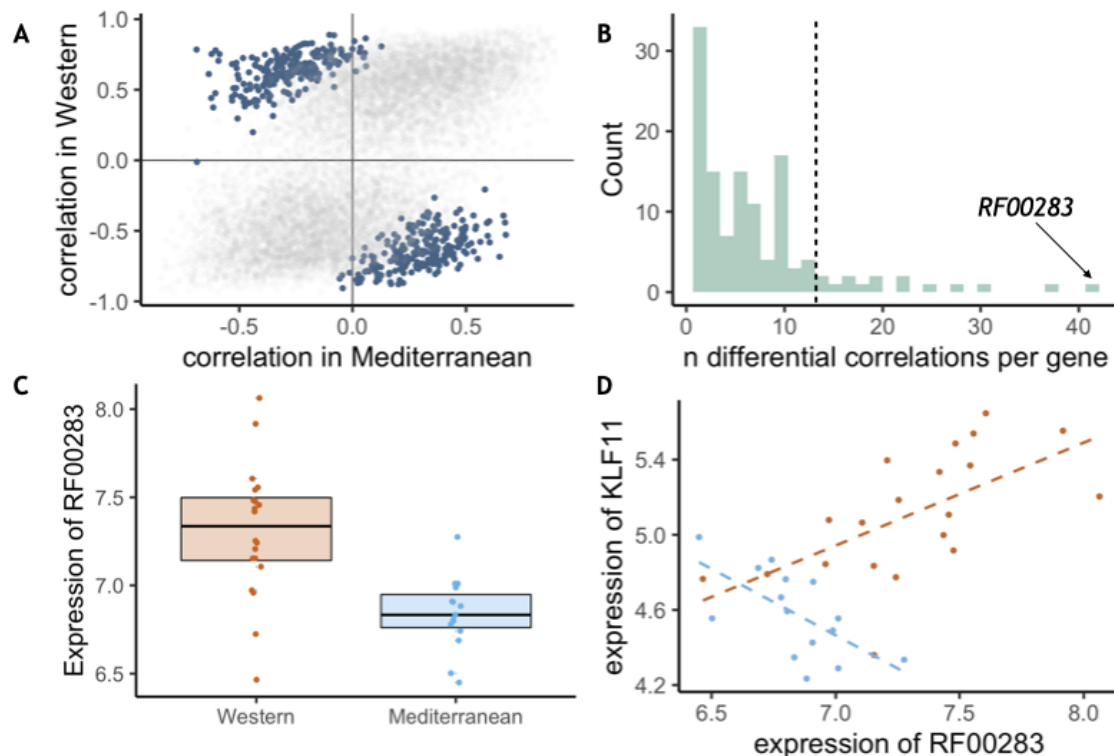 A
correlation in Western
1.0
0.5
0.0
-0.5
-1.0
-0.5
0.0
0.5
correlation in Mediterranean
B
Count
30
20
10
0
RF00283
0
10
20
30
40
n differential correlations per gene
C
Expression of RF00283
8.0
7.5
7.0
6.5
Western
Mediterranean
D
expression of KLF11
5.4
5.0
4.6
4.2
6.5
7.0
7.5
8.0
expression of RF00283